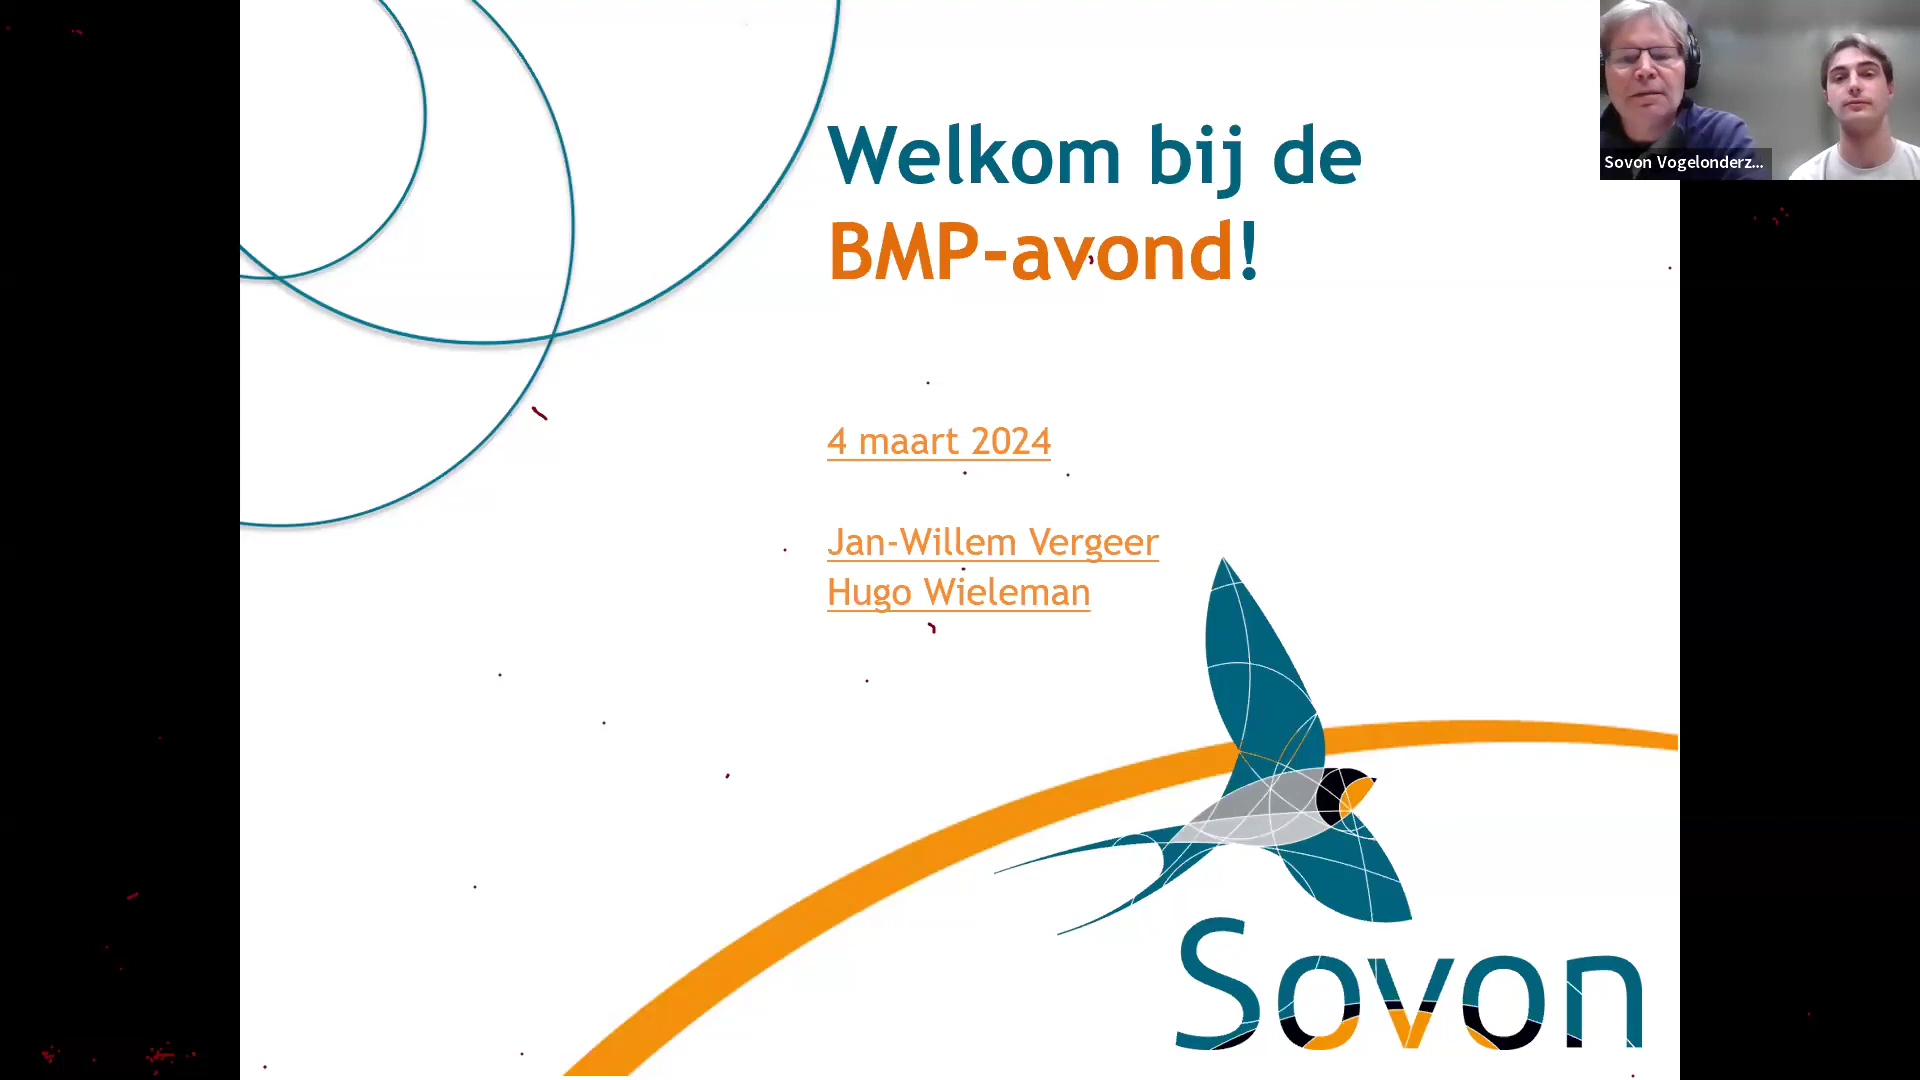 Welkom bij de
BMP-avond!
4 maart 2024
Jan-Willem Vergeer
Hugo Wieleman
Sovon Vogelonderz...
Sovon